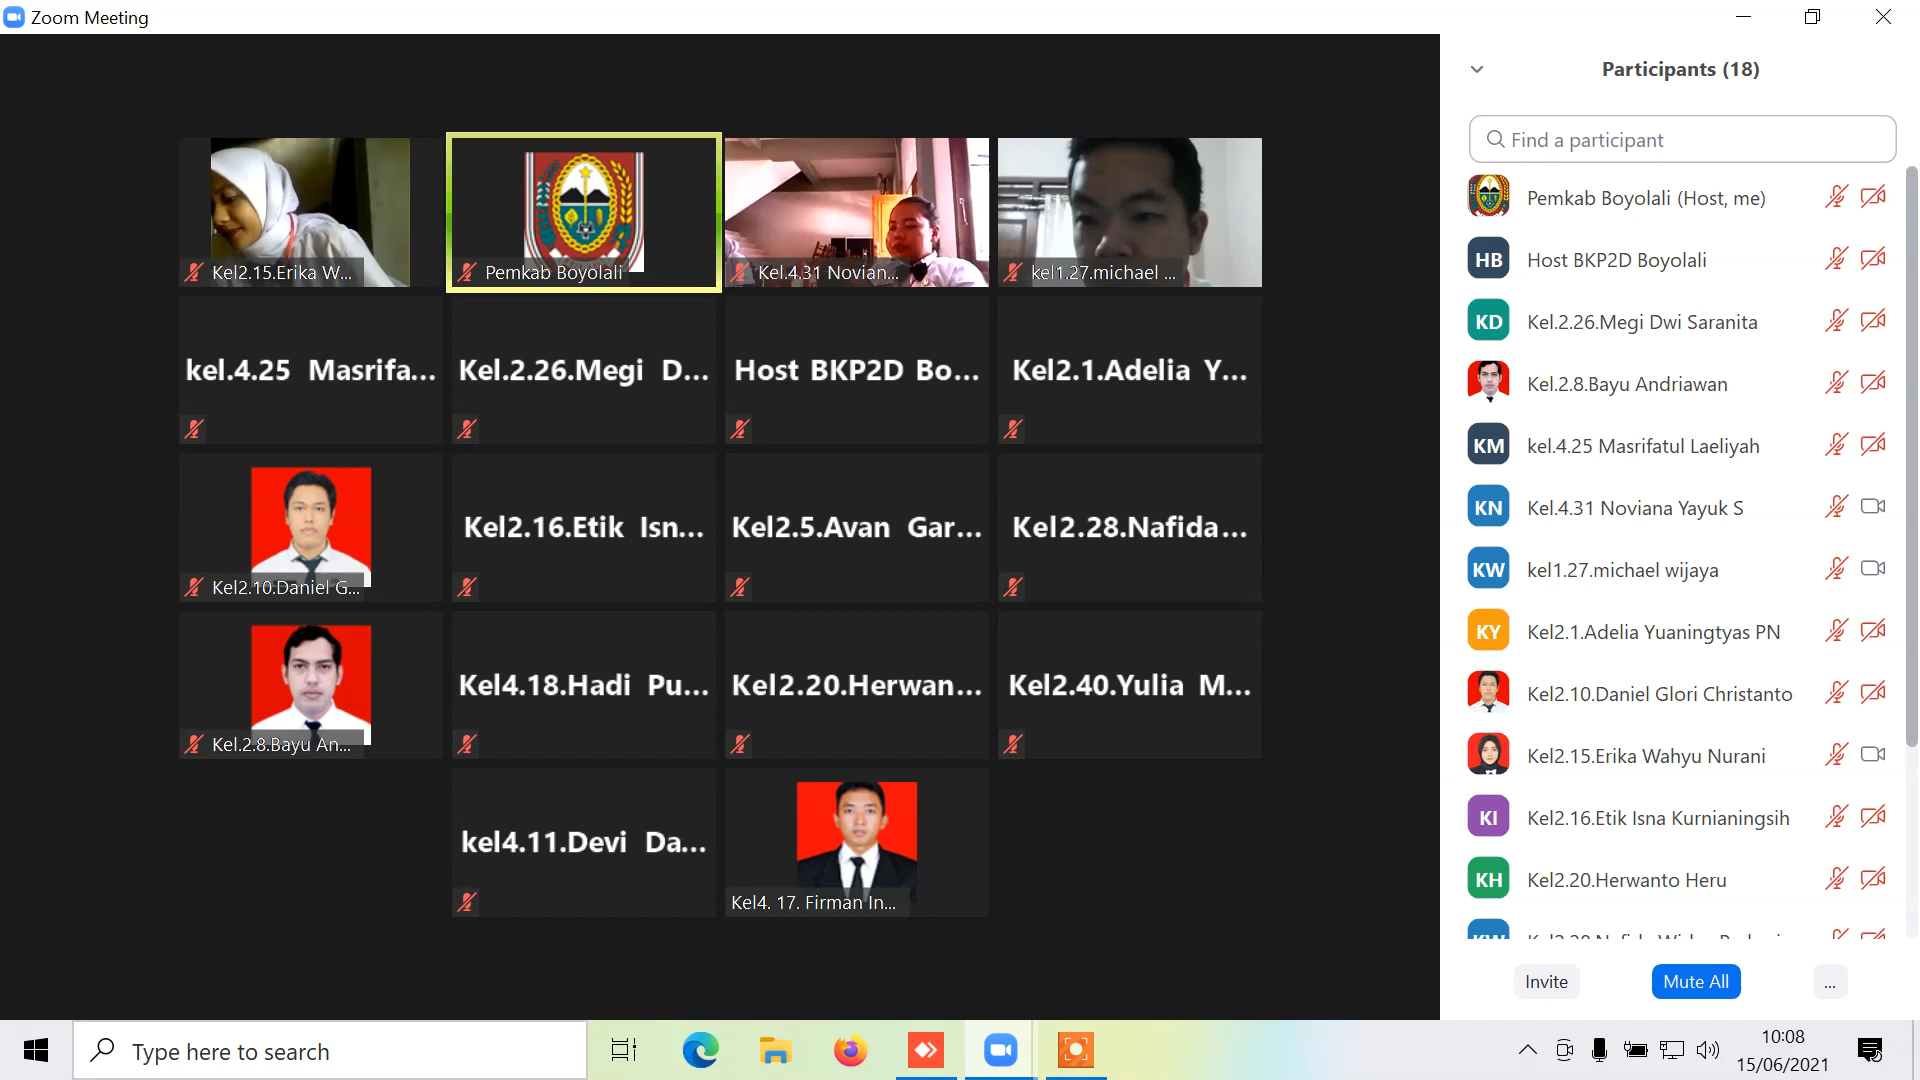 Zoom Meeting
Kel2.15.Erika W...
Pemkab Boyolali
Kel.4.31 Novian...
kel1.27.michael ...
kel.4.25 Masrifa...
Kel.2.26.Megi D...
Host BKP2D Bo...
Kel2.1.Adelia Y...
Kel2.10.Daniel G...
Kel2.16.Etik Isn...
Kel2.5.Avan Gar...
Kel2.28.Nafida...
Kel.2.8.Bayu An...
Kel4.18.Hadi Pu...
Kel2.20.Herwan...
Kel2.40.Yulia M...
kel4.11.Devi Da...
Kel4. 17. Firman In...
Participants (18)
Find a participant
Pemkab Boyolali (Host, me)
HB Host BKP2D Boyolali
KD Kel.2.26.Megi Dwi Saranita
Kel.2.8.Bayu Andriawan
KM kel.4.25 Masrifatul Laeliyah
KN Kel.4.31 Noviana Yayuk S
KW kel1.27.michael wijaya
KY Kel2.1.Adelia Yuaningtyas PN
Kel2.10.Daniel Glori Christanto
Kel2.15.Erika Wahyu Nurani
KI Kel2.16.Etik Isna Kurnianingsih
KH Kel2.20.Herwanto Heru
Invite
Mute All
...
Type here to search
10:08
15/06/2021